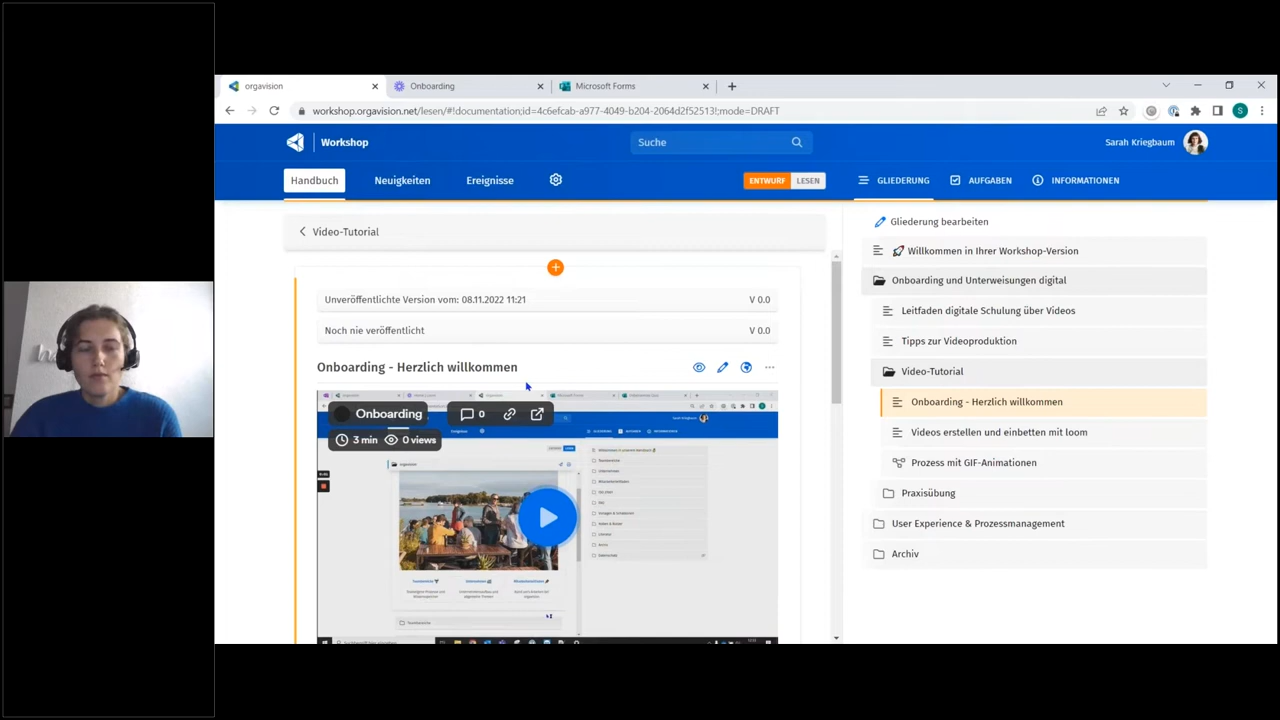 orgavision
Onboarding
Microsoft Forms
workshop.orgavision.net/lesen/#!documentation;id=4c6efcab-a977-4049-b204-2064d2f52513!;mode=DRAFT
S
Workshop
Suche
Sarah Kriegbaum
Handbuch
Neuigkeiten
Ereignisse
ENTWURF LESEN
GLIEDERUNG
AUFGABEN
INFORMATIONEN
Video-Tutorial
Unveröffentlichte Version vom: 08.11.2022 11:21
V 0.0
Noch nie veröffentlicht
V 0.0
Onboarding - Herzlich willkommen
Onboarding
0
3 min
0 views
Gliederung bearbeiten
🚀 Willkommen in Ihrer Workshop-Version
Onboarding und Unterweisungen digital
Leitfaden digitale Schulung über Videos
Tipps zur Videoproduktion
Video-Tutorial
Onboarding - Herzlich willkommen
Videos erstellen und einbetten mit loom
Prozess mit GIF-Animationen
Praxisübung
User Experience & Prozessmanagement
Archiv